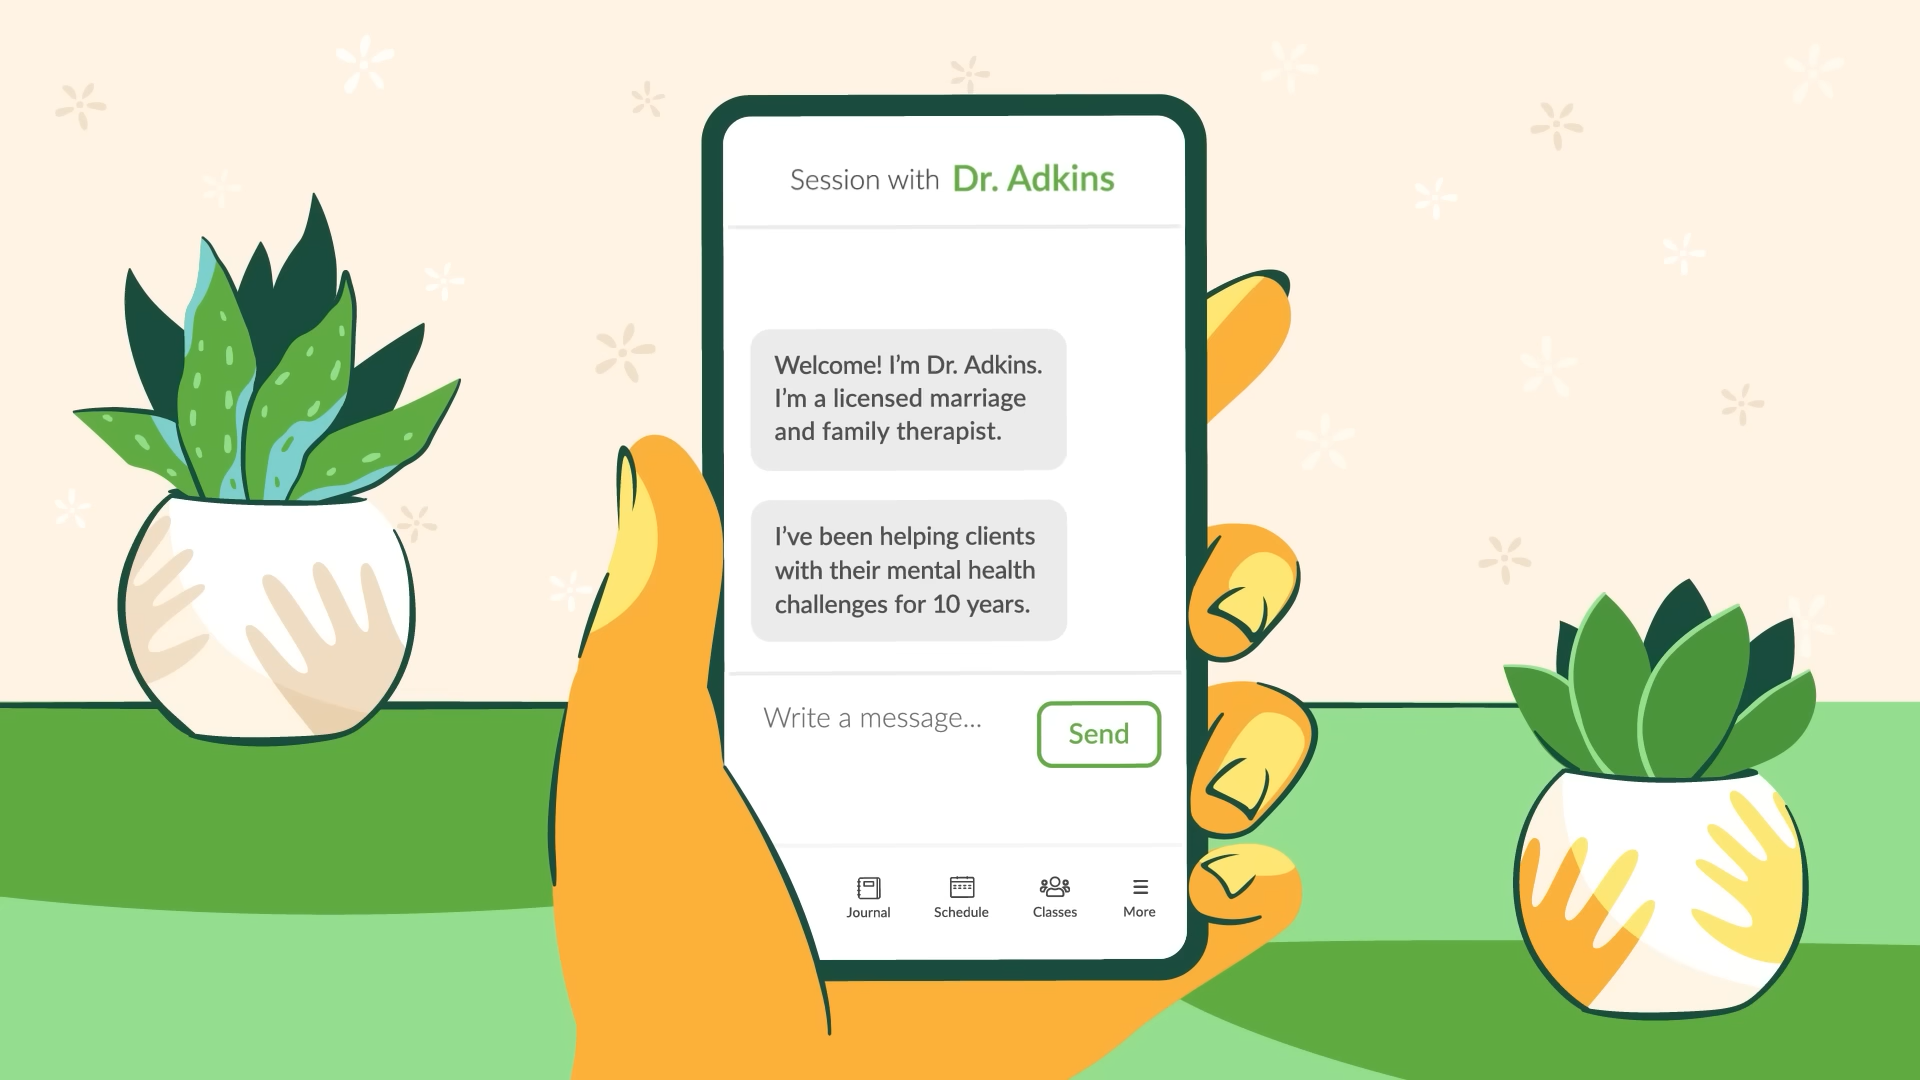 Session with Dr. Adkins
Welcome! I'm Dr. Adkins.
I'm a licensed marriage
and family therapist.
I've been helping clients
with their mental health
challenges for 10 years.
Write a message...
Send
Journal
Schedule
Classes
More